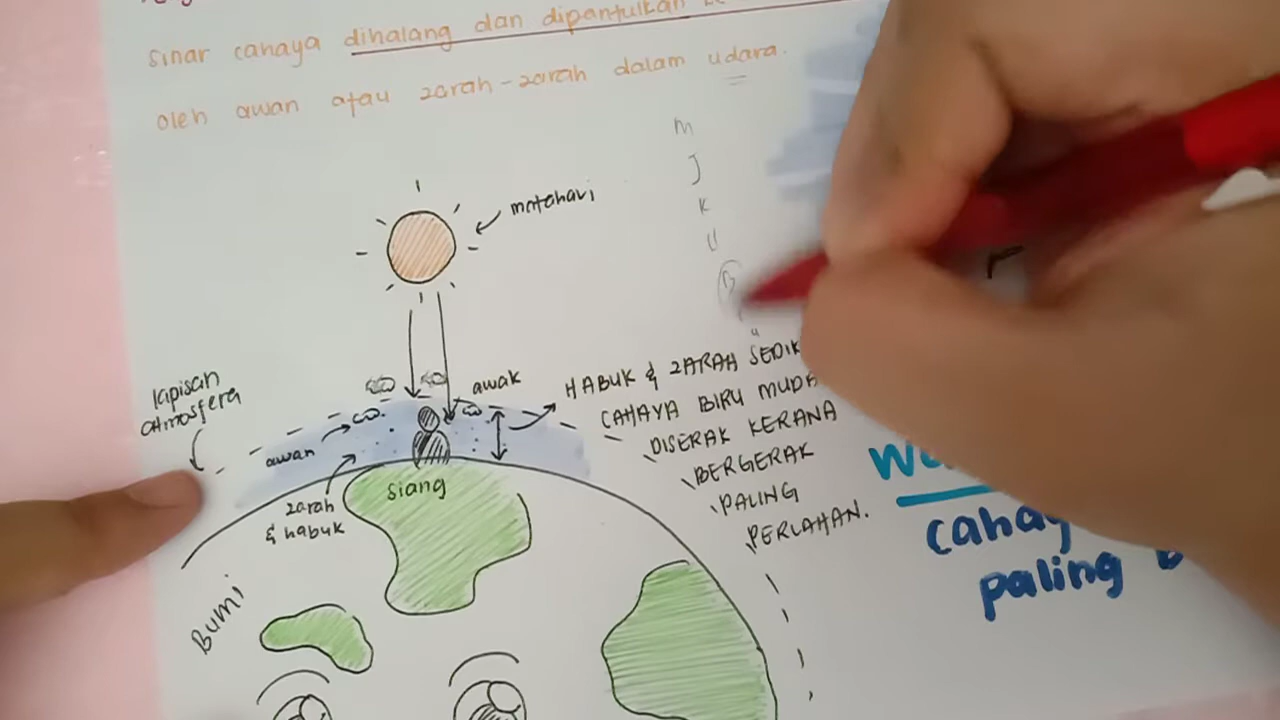 sinar cahaya dihalang dan dipantulkan
oleh awan atau zarah-zarah dalam udara.
M
J
K
U
B
matahari
lapisan
atmosfera
awak
awan
zarah
& habuk
siang
HABUK & ZARAH SEDIK
CAHAYA BIRU MUDA
DISERAK KERANA
BERGERAK
PALING
PERLAHAN.
Bumi
cahay
paling